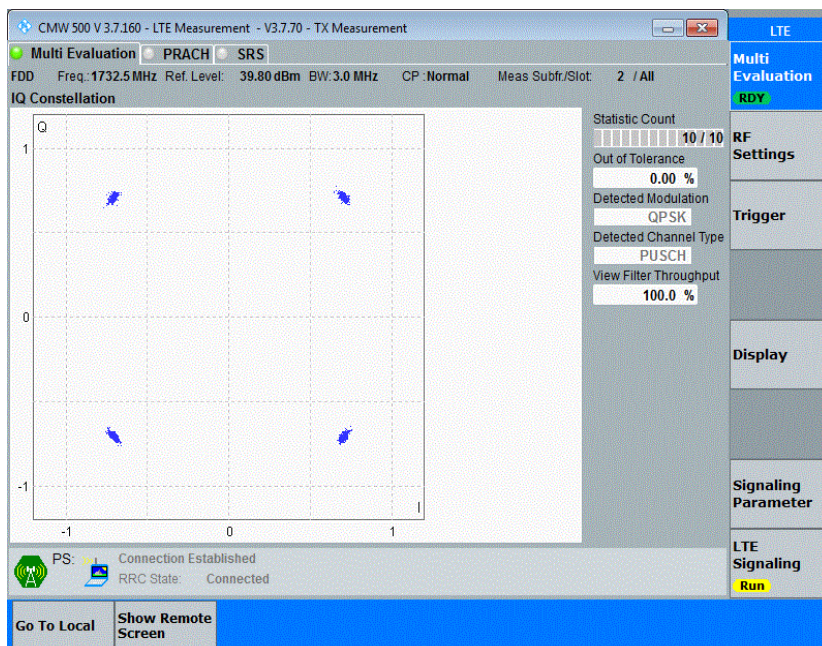 CMW 500 V 3.7.160 - LTE Measurement - V3.7.70 - TX Measurement
LTE
Multi Evaluation PRACH SRS
FDD Freq.: 1732.5 MHz Ref. Level: 39.80 dBm BW: 3.0 MHz CP : Normal Meas Subfr./Slot: 2 / All
IQ Constellation
Q
1
0
-1
I
-1 0 1
Statistic Count
10 / 10
Out of Tolerance
0.00 %
Detected Modulation
QPSK
Detected Channel Type
PUSCH
View Filter Throughput
100.0 %
Multi
Evaluation
RDY
RF
Settings
Trigger
Display
Signaling
Parameter
LTE
Signaling
Run
PS: Connection Established
RRC State: Connected
Go To Local
Show Remote
Screen